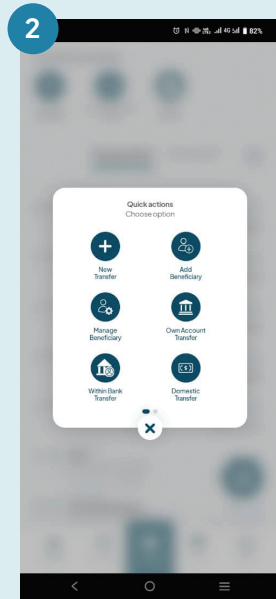 2
82%
Quick actions
Choose option
New
Transfer
Add
Beneficiary
Manage
Beneficiary
Own Account
Transfer
Within Bank
Transfer
Domestic
Transfer